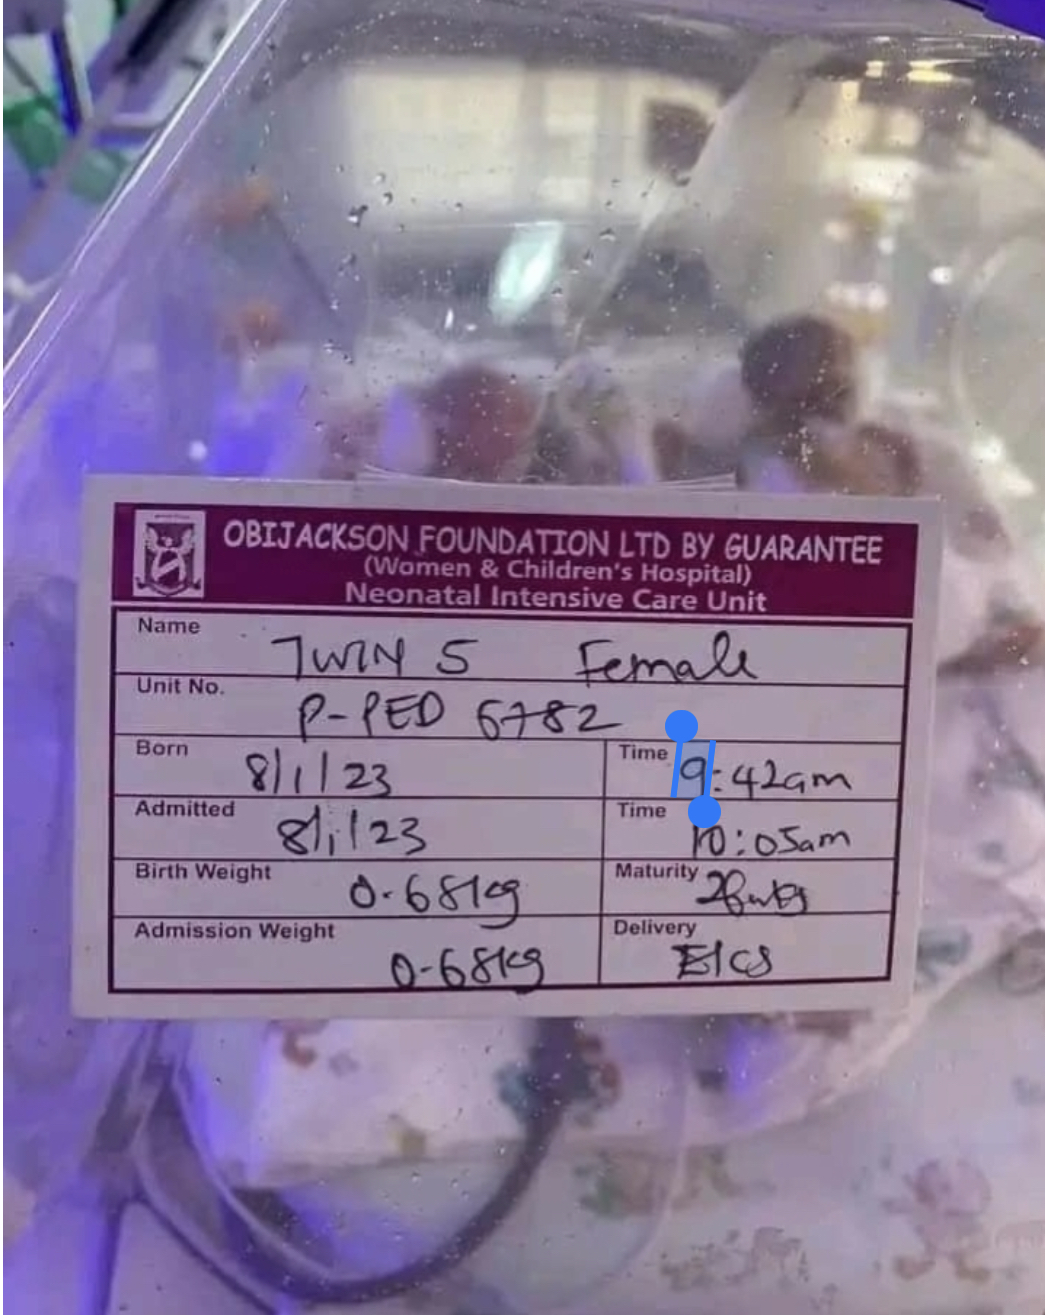 OBIJACKSON FOUNDATION LTD BY GUARANTEE
(Women & Children's Hospital)
Neonatal Intensive Care Unit
Name TWIN 5 Female
Unit No. P-PED 6782
Born 8/1/23 Time 9:42am
Admitted 8/1/23 Time 10:05am
Birth Weight 0.68kg Maturity
Admission Weight 0-68kg Delivery